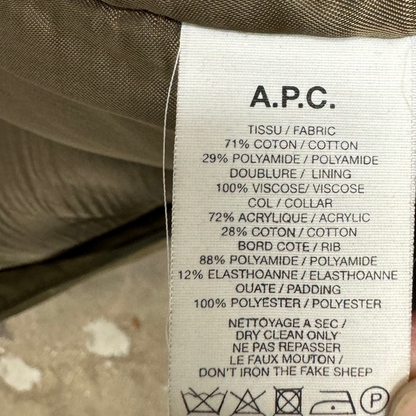 A.P.C.
TISSU / FABRIC
71% COTON / COTTON
29% POLYAMIDE / POLYAMIDE
DOUBLURE / LINING
100% VISCOSE/ VISCOSE
COL / COLLAR
72% ACRYLIQUE / ACRYLIC
28% COTON / COTTON
BORD COTE / RIB
88% POLYAMIDE / POLYAMIDE
12% ELASTHOANNE / ELASTHOANNE
OUATE / PADDING
100% POLYESTER / POLYESTER
NETTOYAGE A SEC /
DRY CLEAN ONLY
NE PAS REPASSER
LE FAUX MOUTON /
DON'T IRON THE FAKE SHEEP
P